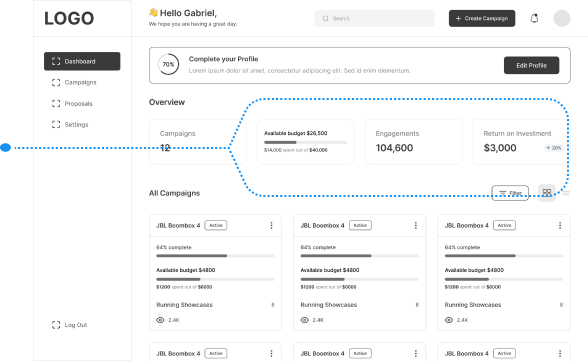 LOGO
👋 Hello Gabriel,
We hope you are having a great day.
Search
+ Create Campaign
Dashboard
Campaigns
Proposals
Settings
Log Out
70%
Complete your Profile
Lorem ipsum dolor sit amet, consectetur adipiscing elit. Sed id enim elementum.
Edit Profile
Overview
Campaigns
12
Available budget $26,500
$14,000 spent out of $40,000
Engagements
104,600
Return on Investment
$3,000
↑ 20%
All Campaigns
Filter
JBL Boombox 4 Active
64% complete
Available budget $4800
$1200 spent out of $6000
Running Showcases 8
2.4K
JBL Boombox 4 Active
64% complete
Available budget $4800
$1200 spent out of $6000
Running Showcases 8
2.4K
JBL Boombox 4 Active
64% complete
Available budget $4800
$1200 spent out of $6000
Running Showcases 8
2.4K
JBL Boombox 4 Active
JBL Boombox 4 Active
JBL Boombox 4 Active